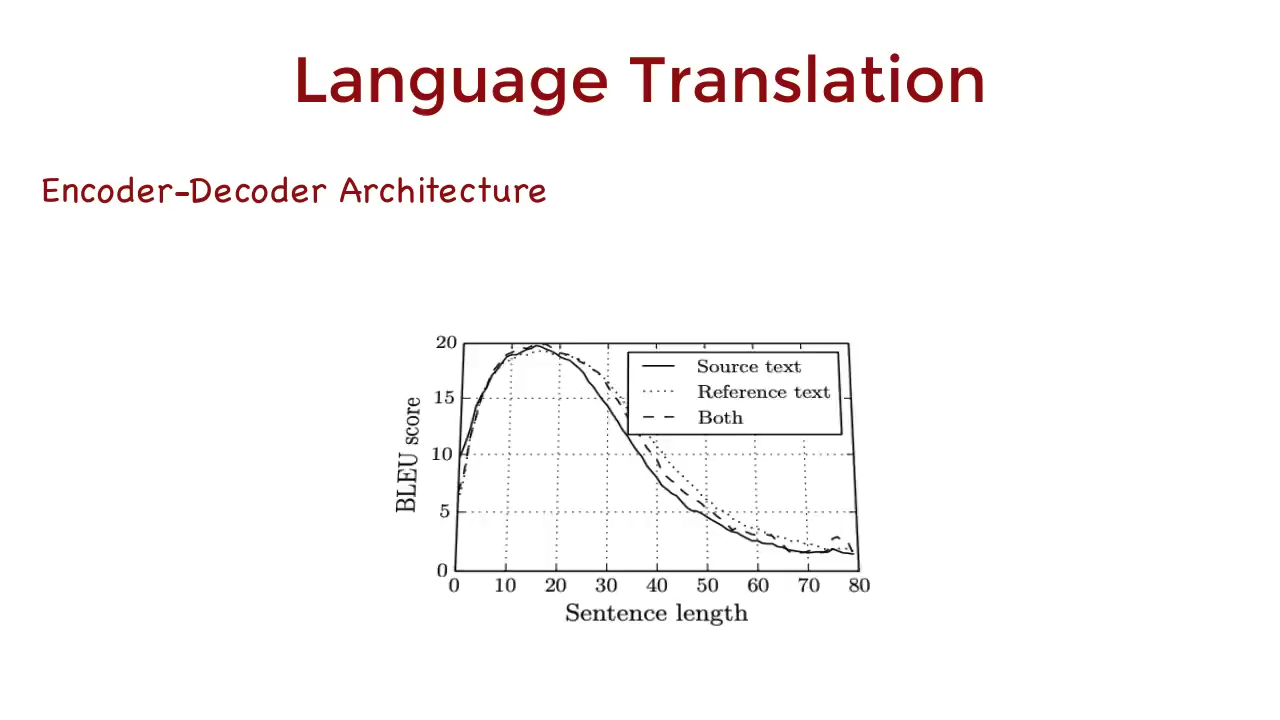 Language Translation
Encoder-Decoder Architecture
20
15
10
5
0
BLEU score
Source text
Reference text
Both
0 10 20 30 40 50 60 70 80
Sentence length